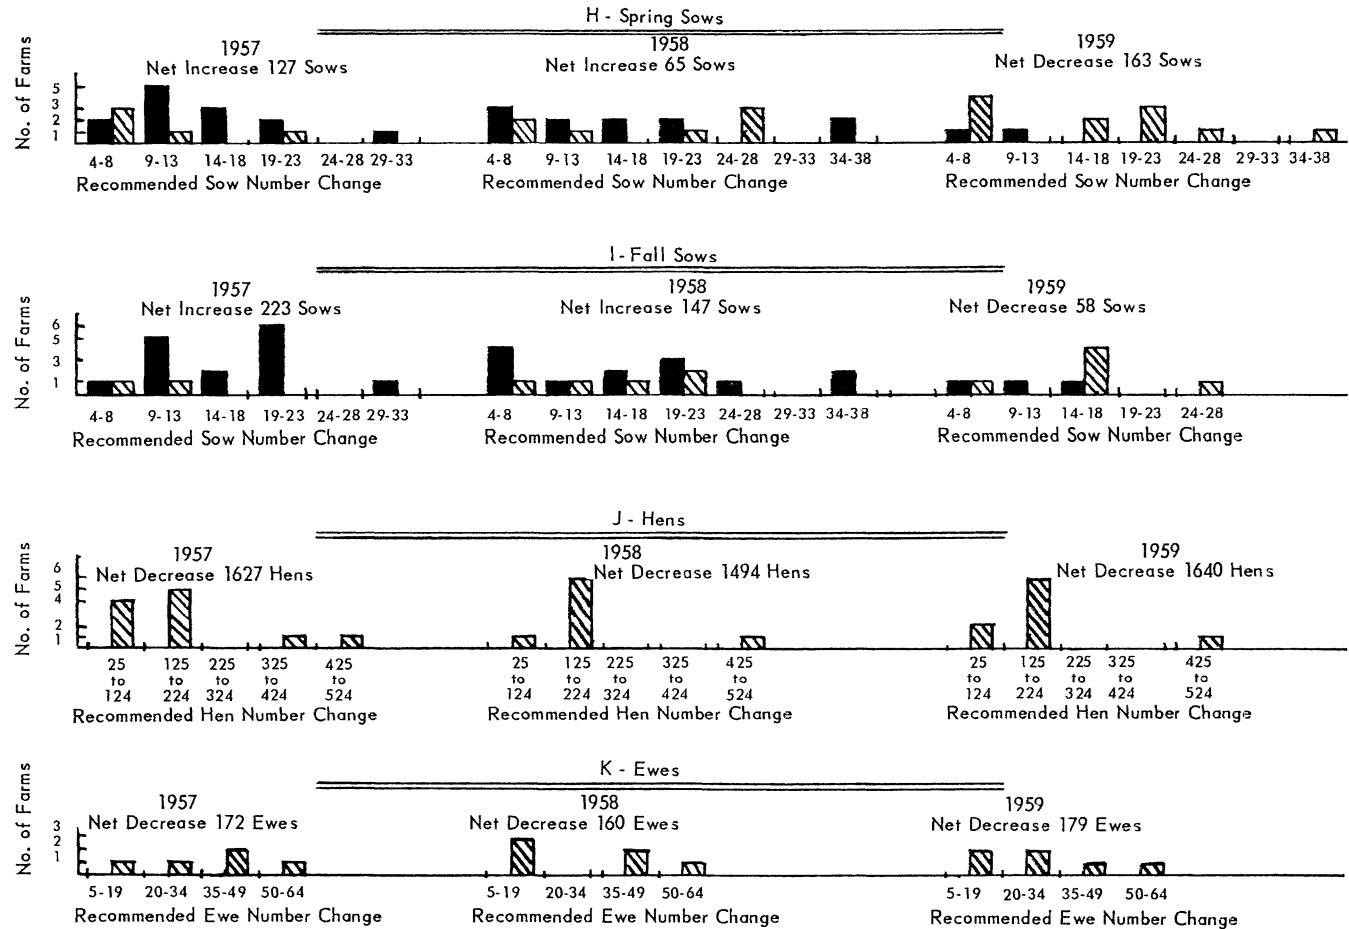 H - Spring Sows
1957 1958 1959
Net Increase 127 Sows Net Increase 65 Sows Net Decrease 163 Sows
No. of Farms
5
3
2
1
4-8 9-13 14-18 19-23 24-28 29-33 4-8 9-13 14-18 19-23 24-28 29-33 34-38 4-8 9-13 14-18 19-23 24-28 29-33 34-38
Recommended Sow Number Change Recommended Sow Number Change Recommended Sow Number Change
I - Fall Sows
1957 1958 1959
Net Increase 223 Sows Net Increase 147 Sows Net Decrease 58 Sows
No. of Farms
6
5
3
1
4-8 9-13 14-18 19-23 24-28 29-33 4-8 9-13 14-18 19-23 24-28 29-33 34-38 4-8 9-13 14-18 19-23 24-28
Recommended Sow Number Change Recommended Sow Number Change Recommended Sow Number Change
J - Hens
1957 1958 1959
Net Decrease 1627 Hens Net Decrease 1494 Hens Net Decrease 1640 Hens
No. of Farms
6
5
4
2
1
25 125 225 325 425 25 125 225 325 425 25 125 225 325 425
to to to to to to to to to to to to to to to
124 224 324 424 524 124 224 324 424 524 124 224 324 424 524
Recommended Hen Number Change Recommended Hen Number Change Recommended Hen Number Change
K - Ewes
1957 1958 1959
Net Decrease 172 Ewes Net Decrease 160 Ewes Net Decrease 179 Ewes
No. of Farms
3
2
1
5-19 20-34 35-49 50-64 5-19 20-34 35-49 50-64 5-19 20-34 35-49 50-64
Recommended Ewe Number Change Recommended Ewe Number Change Recommended Ewe Number Change